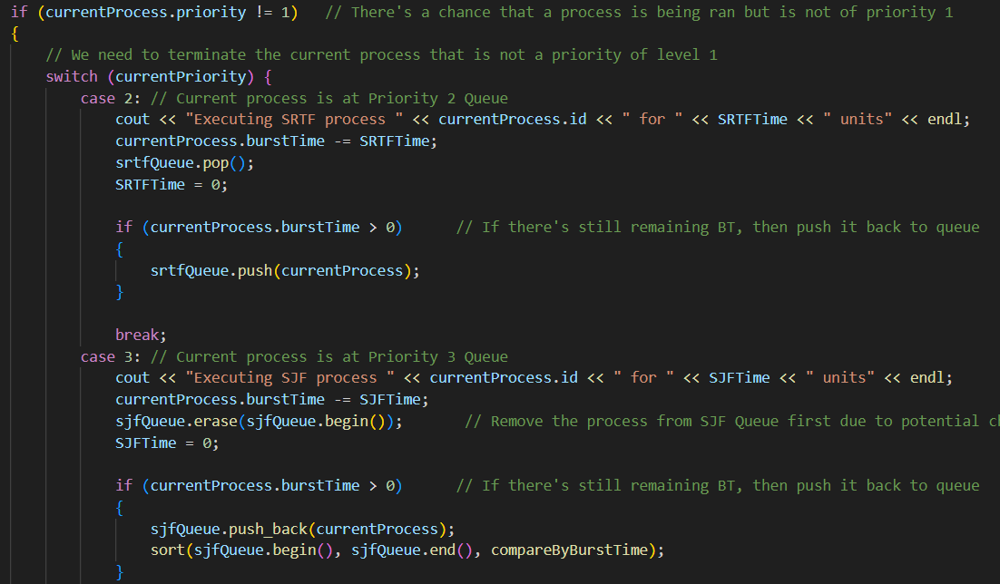 if (currentProcess.priority != 1)   // There's a chance that a process is being ran but is not of priority 1
{
    // We need to terminate the current process that is not a priority of level 1
    switch (currentPriority) {
        case 2: // Current process is at Priority 2 Queue
            cout << "Executing SRTF process " << currentProcess.id << " for " << SRTFTime << " units" << endl;
            currentProcess.burstTime -= SRTFTime;
            srtfQueue.pop();
            SRTFTime = 0;

            if (currentProcess.burstTime > 0)      // If there's still remaining BT, then push it back to queue
            {
                srtfQueue.push(currentProcess);
            }

            break;
        case 3: // Current process is at Priority 3 Queue
            cout << "Executing SJF process " << currentProcess.id << " for " << SJFTime << " units" << endl;
            currentProcess.burstTime -= SJFTime;
            sjfQueue.erase(sjfQueue.begin());       // Remove the process from SJF Queue first due to potential
            SJFTime = 0;

            if (currentProcess.burstTime > 0)      // If there's still remaining BT, then push it back to queue
            {
                sjfQueue.push_back(currentProcess);
                sort(sjfQueue.begin(), sjfQueue.end(), compareByBurstTime);
            }